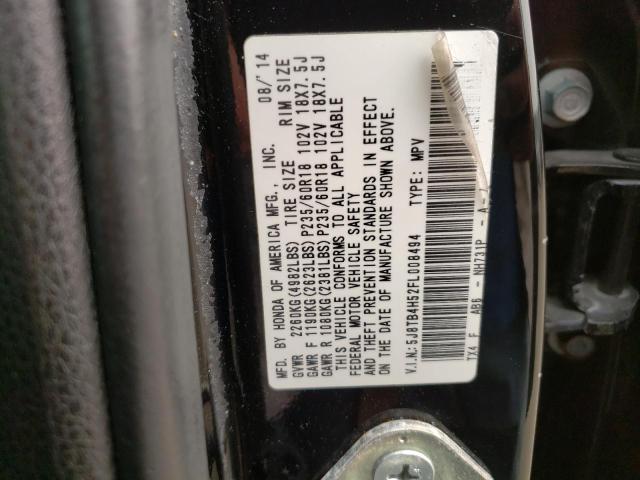 MFD. BY HONDA OF AMERICA MFG., INC. 08/'14
GVWR 2260KG(4982LBS) TIRE SIZE RIM SIZE
GAWR F 1190KG(2623LBS) P235/60R18 102V 18X7.5J
GAWR R 1080KG(2381LBS) P235/60R18 102V 18X7.5J
THIS VEHICLE CONFORMS TO ALL APPLICABLE
FEDERAL MOTOR VEHICLE SAFETY
AND THEFT PREVENTION STANDARDS IN EFFECT
ON THE DATE OF MANUFACTURE SHOWN ABOVE.
V.I.N.:5J8TB4H52FL008494 TYPE: MPV
TX4 F AB6 - NH731P - A-